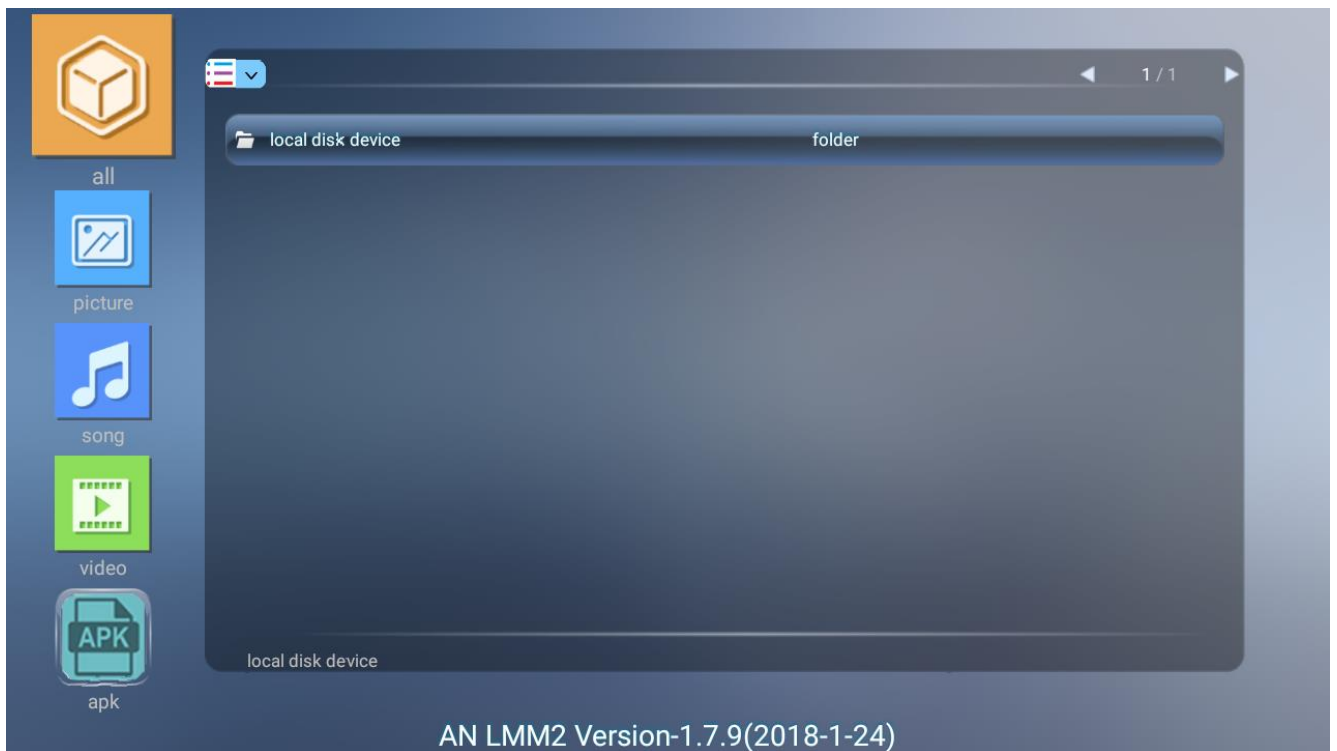 all
picture
song
video
APK
apk
1 / 1
local disk device folder
local disk device
AN LMM2 Version-1.7.9(2018-1-24)